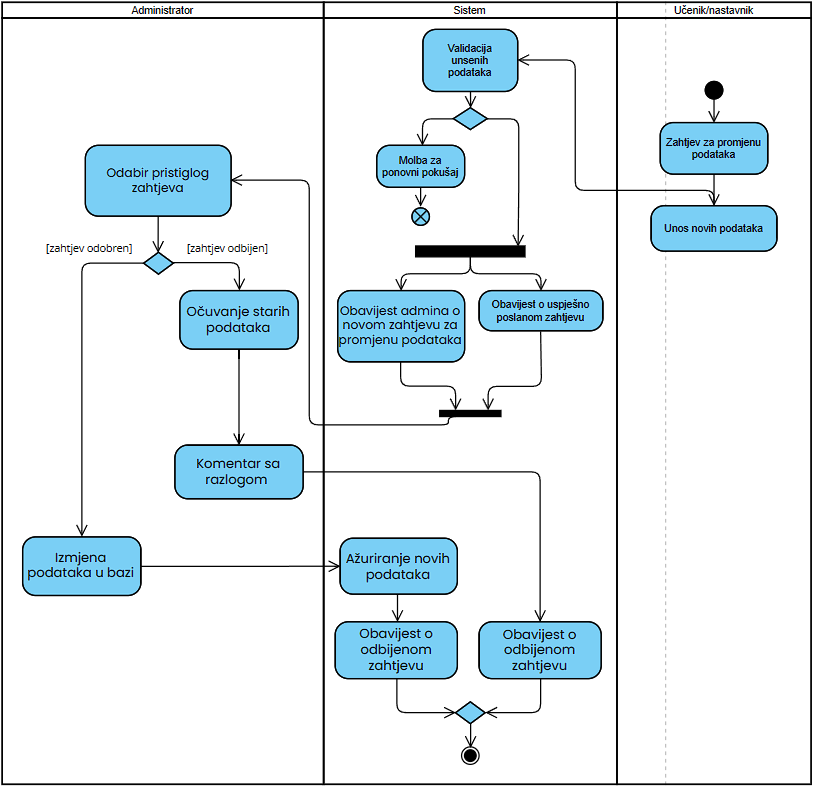 Administrator
Sistem
Učenik/nastavnik
Validacija
unsenih
podataka
Zahtjev za promjenu
podataka
Molba za
ponovni pokušaj
Odabir pristiglog
zahtjeva
Unos novih podataka
[zahtjev odobren]
[zahtjev odbijen]
Očuvanje starih
podataka
Obavijest admina o
novom zahtjevu za
promjenu podataka
Obavijest o uspješno
poslanom zahtjevu
Komentar sa
razlogom
Izmjena
podataka u bazi
Ažuriranje novih
podataka
Obavijest o
odbijenom
zahtjevu
Obavijest o
odbijenom
zahtjevu